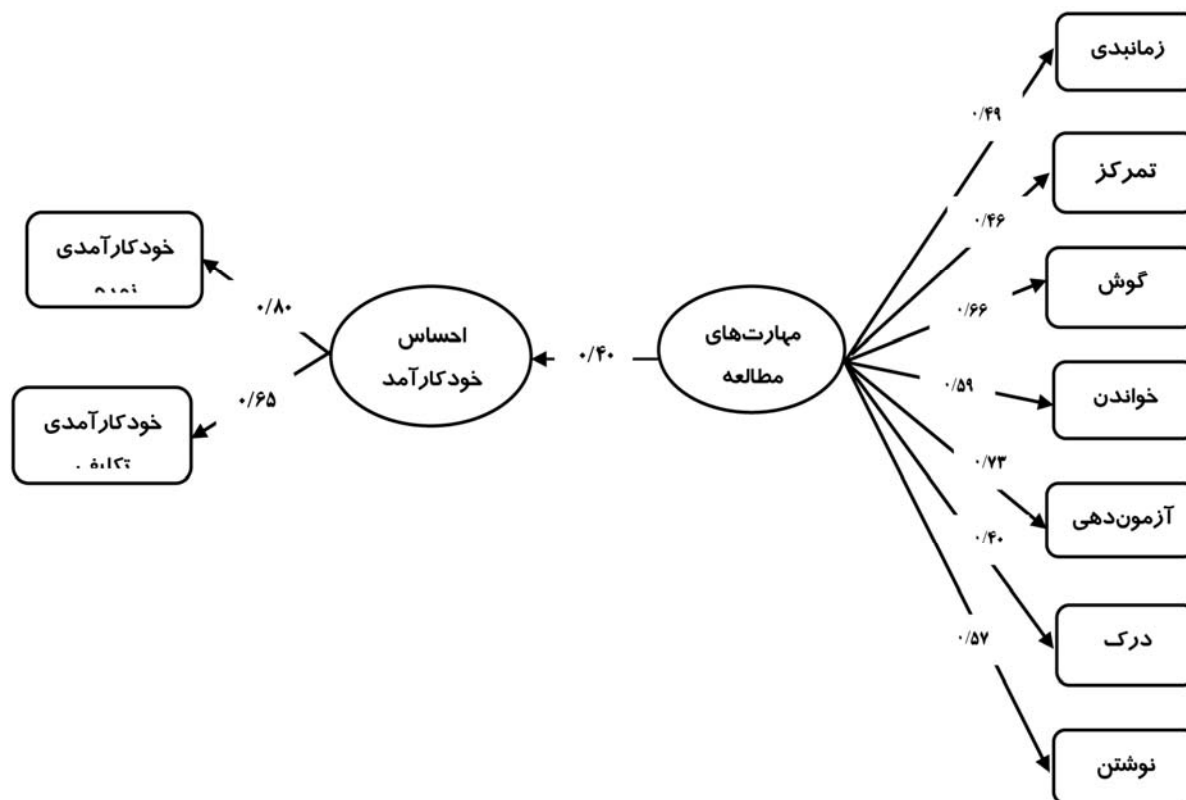 زمانبدی
۰/۴۹
تمرکز
۰/۴۶
گوش
۰/۶۶
خواندن
۰/۵۹
آزمون‌دهی
۰/۷۳
درک
۰/۴۰
نوشتن
۰/۵۷
مهارت‌های
مطالعه
۰/۴۰
احساس
خودکارآمد
۰/۸۰
خودکارآمدی
۰/۶۵
خودکارآمدی